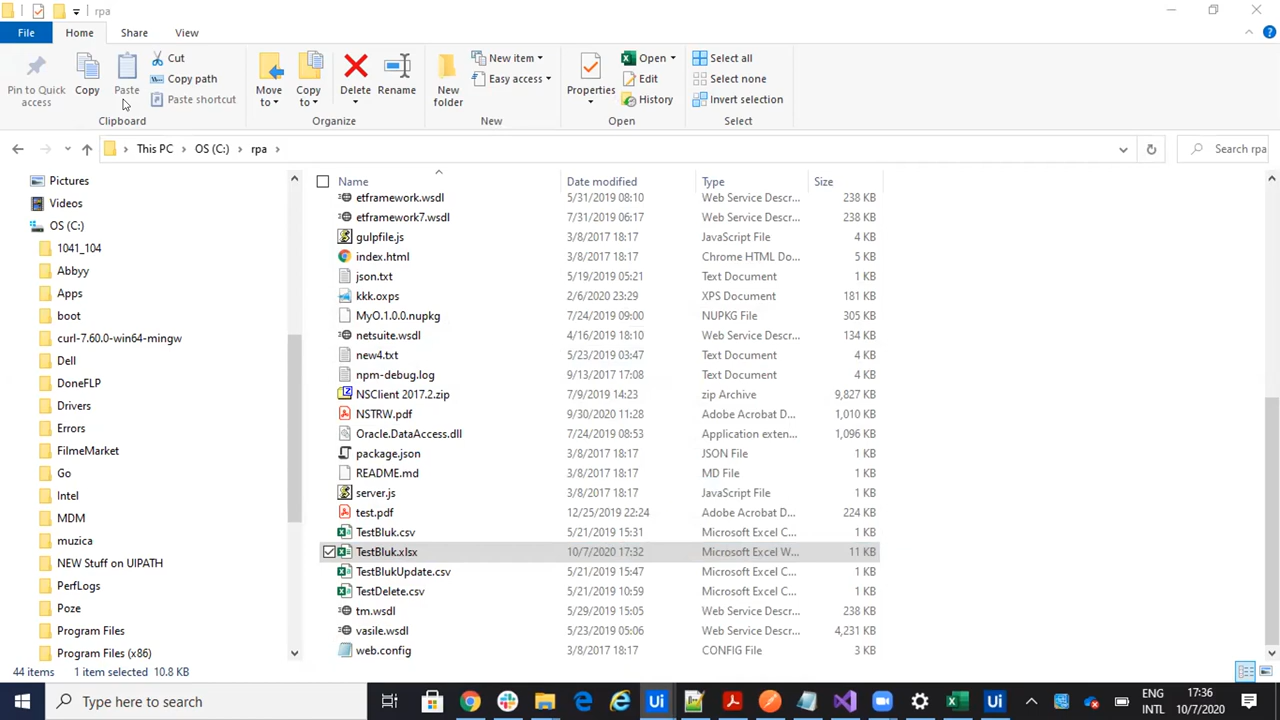 rpa
File Home Share View
Pin to Quick access
Copy
Paste
Cut
Copy path
Paste shortcut
Clipboard
Move to
Copy to
Delete
Rename
Organize
New folder
New item
Easy access
New
Properties
Open
Edit
History
Open
Select all
Select none
Invert selection
Select
This PC OS (C:) rpa
Search rpa
Pictures
Videos
OS (C:)
1041_104
Abbyy
Apps
boot
curl-7.60.0-win64-mingw
Dell
DoneFLP
Drivers
Errors
FilmeMarket
Go
Intel
MDM
muzica
NEW Stuff on UIPATH
PerfLogs
Poze
Program Files
Program Files (x86)
Name Date modified Type Size
etframework.wsdl 5/31/2019 08:10 Web Service Descr... 238 KB
etframework7.wsdl 7/31/2019 06:17 Web Service Descr... 238 KB
gulpfile.js 3/8/2017 18:17 JavaScript File 4 KB
index.html 3/8/2017 18:17 Chrome HTML Do... 5 KB
json.txt 5/19/2019 05:21 Text Document 1 KB
kkk.oxps 2/6/2020 23:29 XPS Document 181 KB
MyO.1.0.0.nupkg 7/24/2019 09:00 NUPKG File 305 KB
netsuite.wsdl 4/16/2019 18:10 Web Service Descr... 134 KB
new4.txt 5/23/2019 03:47 Text Document 4 KB
npm-debug.log 9/13/2017 17:08 Text Document 4 KB
NSClient 2017.2.zip 7/9/2019 14:23 zip Archive 9,827 KB
NSTRW.pdf 9/30/2020 11:28 Adobe Acrobat D... 1,010 KB
Oracle.DataAccess.dll 7/24/2019 08:53 Application exten... 1,096 KB
package.json 3/8/2017 18:17 JSON File 1 KB
README.md 3/8/2017 18:17 MD File 1 KB
server.js 3/8/2017 18:17 JavaScript File 1 KB
test.pdf 12/25/2019 22:24 Adobe Acrobat D... 224 KB
TestBluk.csv 5/21/2019 15:31 Microsoft Excel C... 1 KB
TestBluk.xlsx 10/7/2020 17:32 Microsoft Excel W... 11 KB
TestBlukUpdate.csv 5/21/2019 15:47 Microsoft Excel C... 1 KB
TestDelete.csv 5/21/2019 10:59 Microsoft Excel C... 1 KB
tm.wsdl 5/29/2019 15:05 Web Service Descr... 238 KB
vasile.wsdl 5/23/2019 05:06 Web Service Descr... 4,231 KB
web.config 3/8/2017 18:17 CONFIG File 3 KB
44 items 1 item selected 10.8 KB
Type here to search
Ui
Ui
ENG
INTL
17:36
10/7/2020